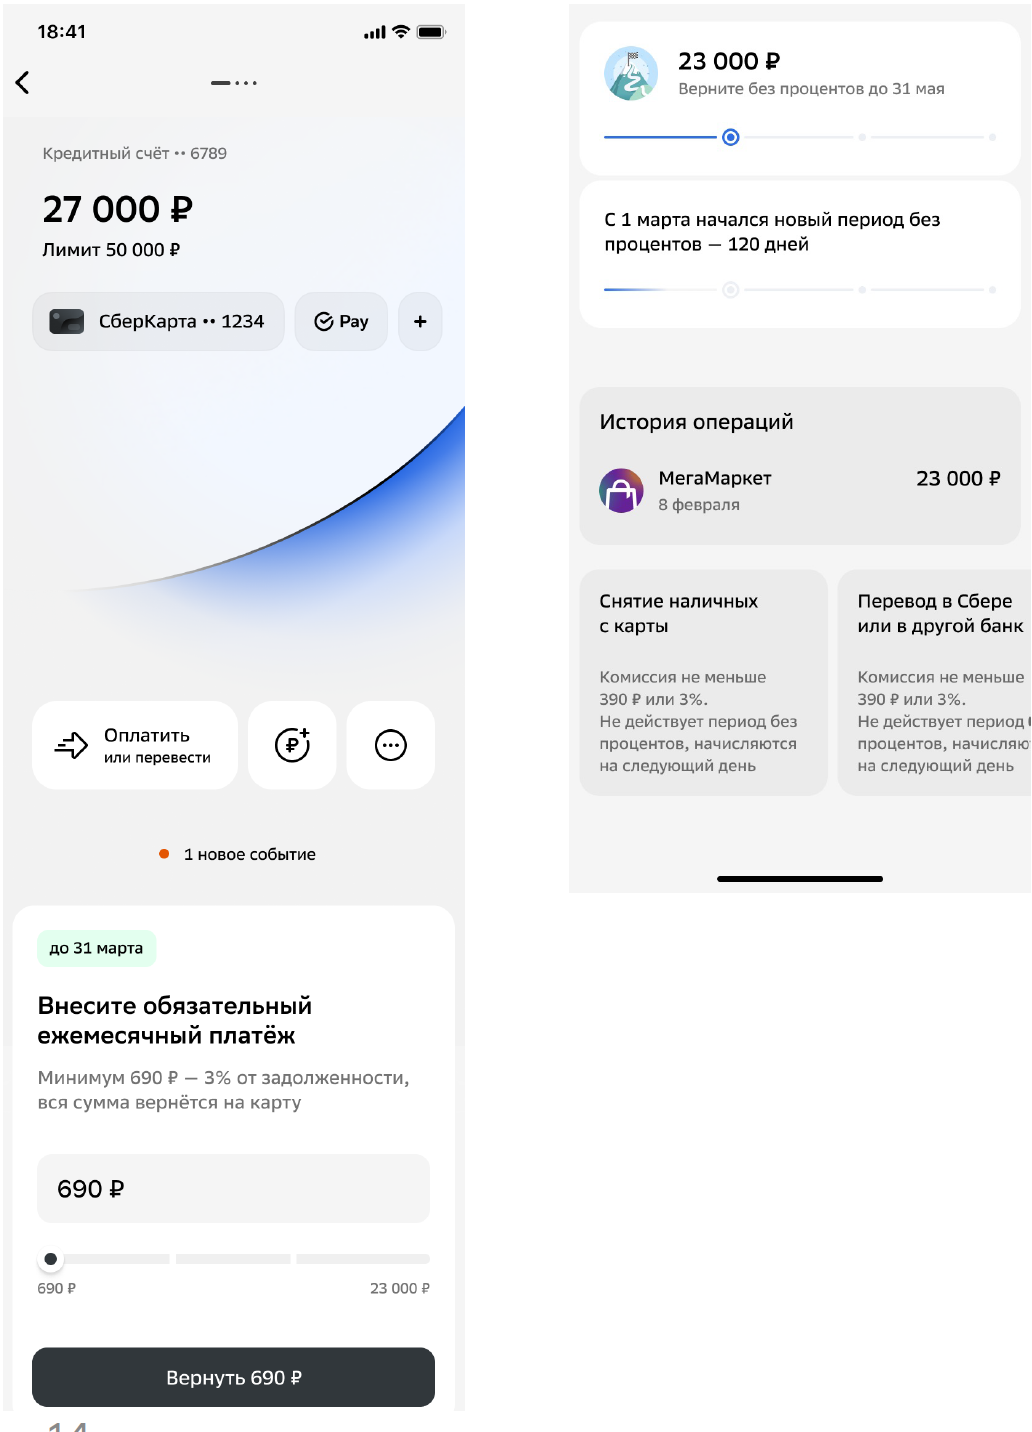 18:41
Кредитный счёт •• 6789
27 000 ₽
Лимит 50 000 ₽
СберКарта •• 1234
Pay
+
Оплатить
или перевести
1 новое событие
до 31 марта
Внесите обязательный
ежемесячный платёж
Минимум 690 ₽ — 3% от задолженности,
вся сумма вернётся на карту
690 ₽
690 ₽
23 000 ₽
Вернуть 690 ₽
23 000 ₽
Верните без процентов до 31 мая
С 1 марта начался новый период без
процентов — 120 дней
История операций
МегаМаркет
23 000 ₽
8 февраля
Снятие наличных
с карты
Комиссия не меньше
390 ₽ или 3%.
Не действует период без
процентов, начисляются
на следующий день
Перевод в Сбере
или в другой банк
Комиссия не меньше
390 ₽ или 3%.
Не действует период
процентов,
на следующий день